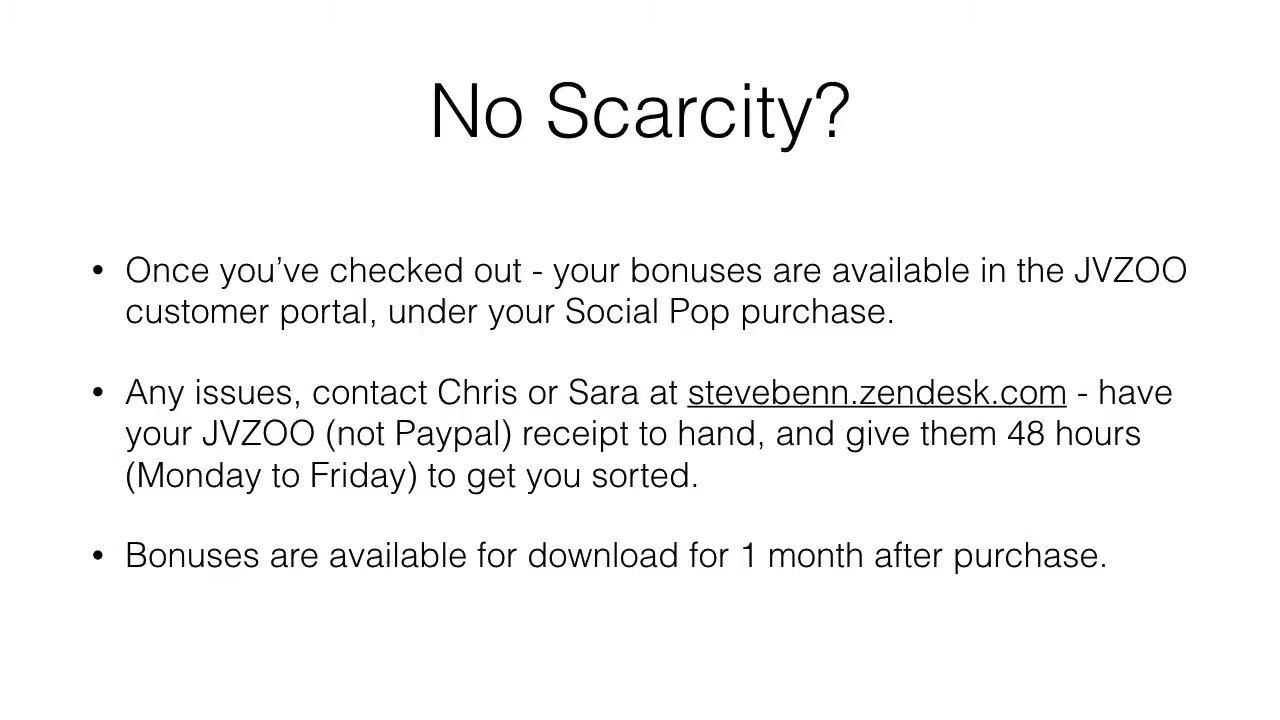 No Scarcity?
• Once you’ve checked out - your bonuses are available in the JVZOO
customer portal, under your Social Pop purchase.
• Any issues, contact Chris or Sara at stevebenn.zendesk.com - have
your JVZOO (not Paypal) receipt to hand, and give them 48 hours
(Monday to Friday) to get you sorted.
• Bonuses are available for download for 1 month after purchase.